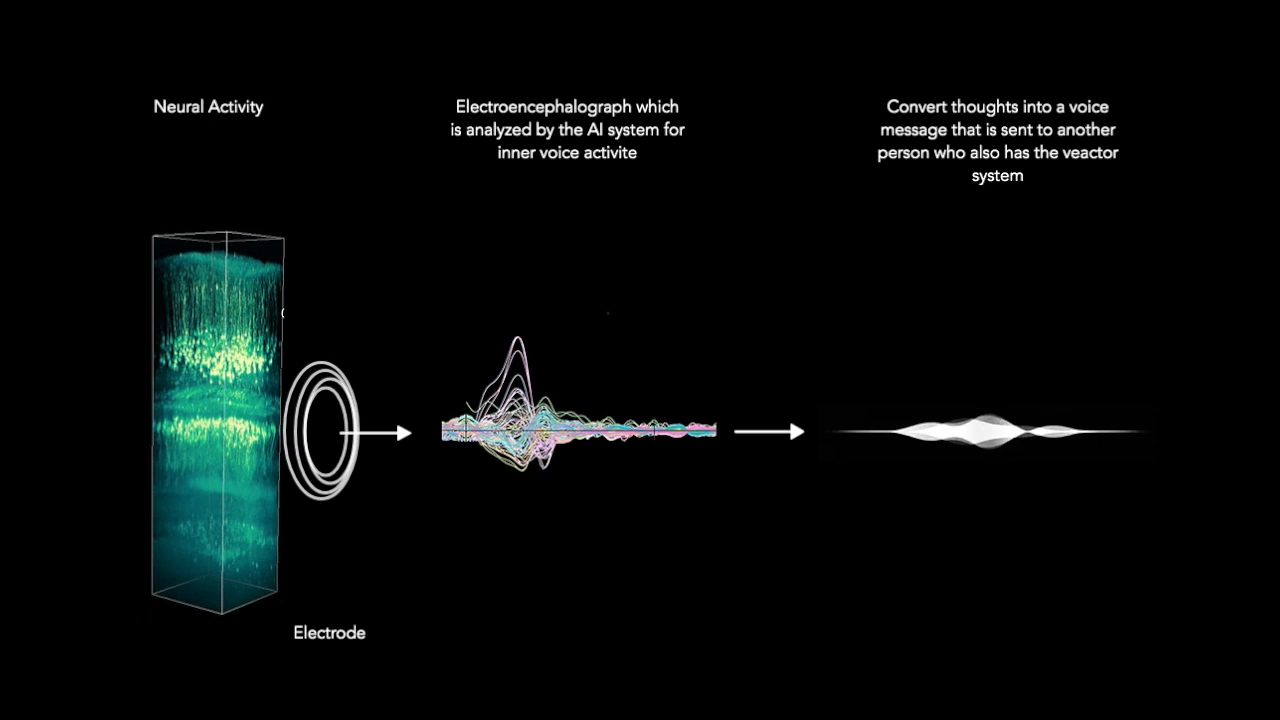 Neural Activity
Electroencephalograph which
is analyzed by the AI system for
inner voice activite
Convert thoughts into a voice
message that is sent to another
person who also has the veactor
system
Electrode